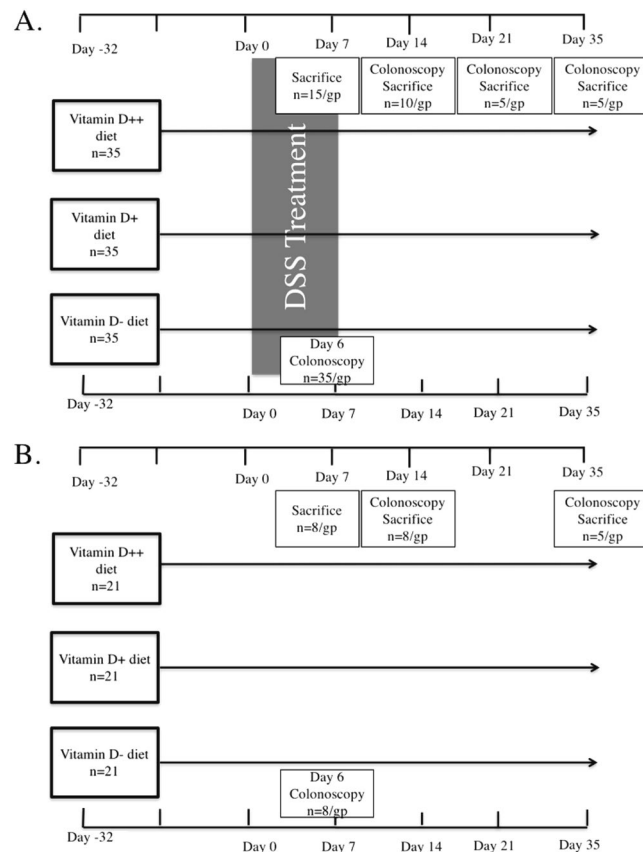 A.
Day -32
Day 0
Day 7
Day 14
Day 21
Day 35
Sacrifice
n=15/gp
Colonoscopy
Sacrifice
n=10/gp
Colonoscopy
Sacrifice
n=5/gp
Colonoscopy
Sacrifice
n=5/gp
Vitamin D++
diet
n=35
Vitamin D+
diet
n=35
Vitamin D- diet
n=35
DSS Treatment
Day 6
Colonoscopy
n=35/gp
Day -32
Day 0
Day 7
Day 14
Day 21
Day 35
B.
Day -32
Day 0
Day 7
Day 14
Day 21
Day 35
Sacrifice
n=8/gp
Colonoscopy
Sacrifice
n=8/gp
Colonoscopy
Sacrifice
n=5/gp
Vitamin D++
diet
n=21
Vitamin D+ diet
n=21
Vitamin D- diet
n=21
Day 6
Colonoscopy
n=8/gp
Day -32
Day 0
Day 7
Day 14
Day 21
Day 35